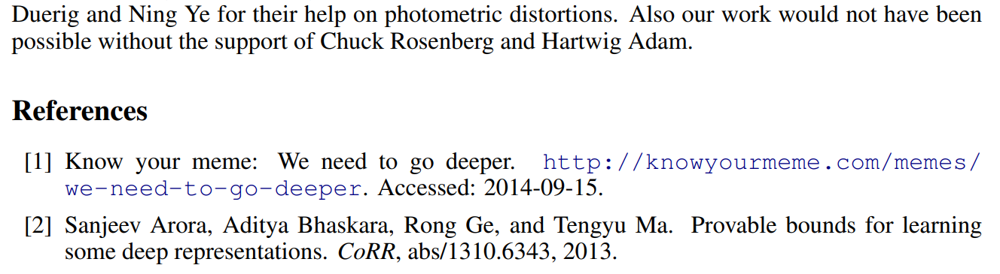 Duerig and Ning Ye for their help on photometric distortions. Also our work would not have been
possible without the support of Chuck Rosenberg and Hartwig Adam.
References
[1] Know your meme: We need to go deeper. http://knowyourmeme.com/memes/
we-need-to-go-deeper. Accessed: 2014-09-15.
[2] Sanjeev Arora, Aditya Bhaskara, Rong Ge, and Tengyu Ma. Provable bounds for learning
some deep representations. CoRR, abs/1310.6343, 2013.